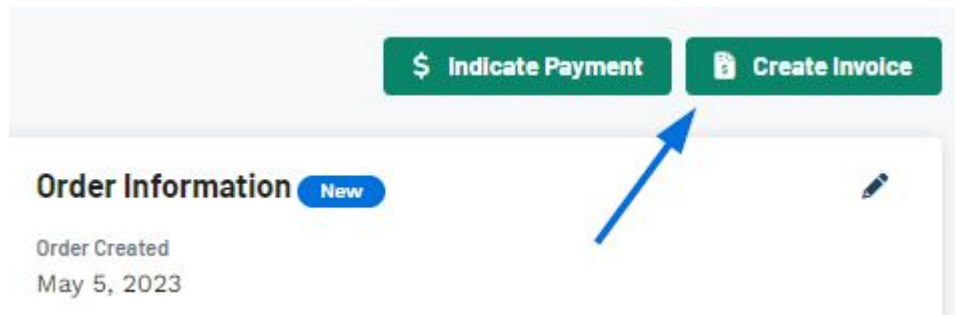 $ Indicate Payment
$ Create Invoice
Order Information New
Order Created
May 5, 2023